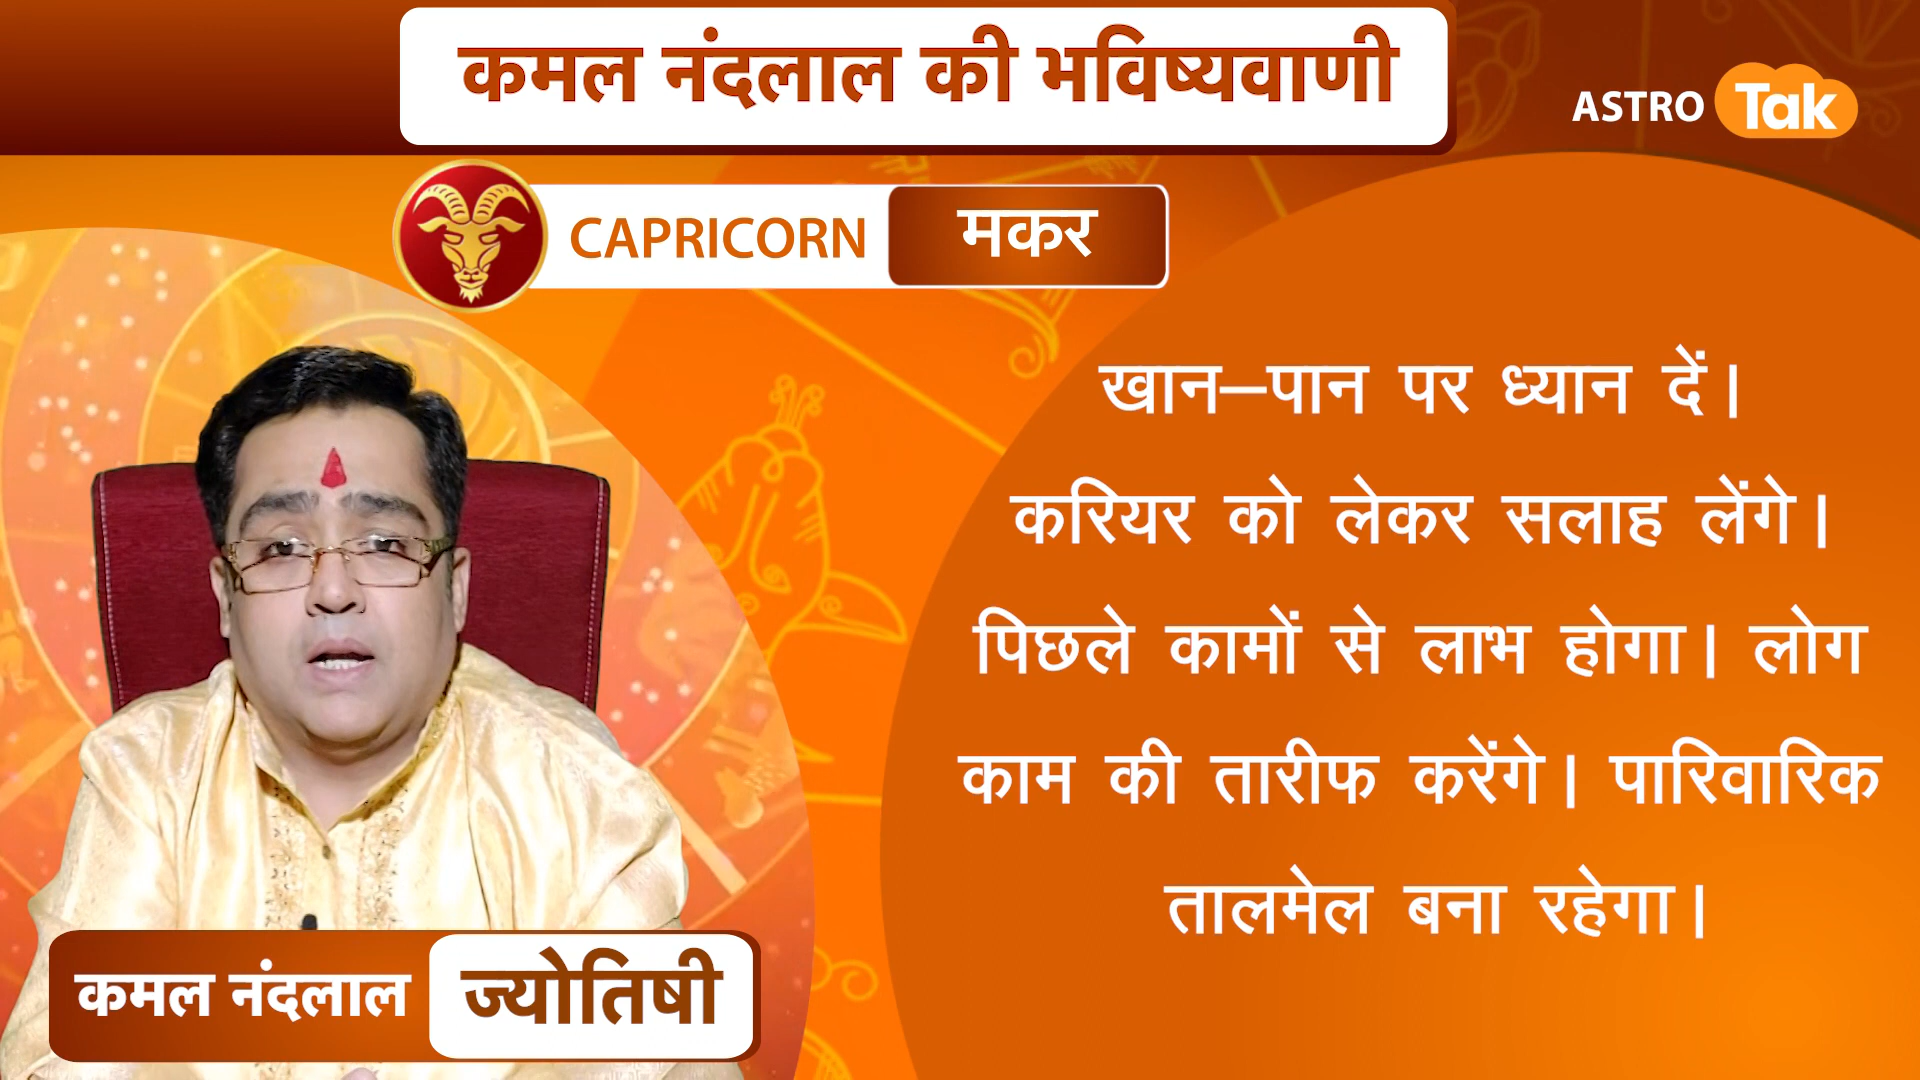 कमल नंदलाल की भविष्यवाणी
ASTRO Tak
CAPRICORN मकर
खान–पान पर ध्यान दें।
करियर को लेकर सलाह लेंगे।
पिछले कामों से लाभ होगा। लोग
काम की तारीफ करेंगे। पारिवारिक
तालमेल बना रहेगा।
कमल नंदलाल ज्योतिषी